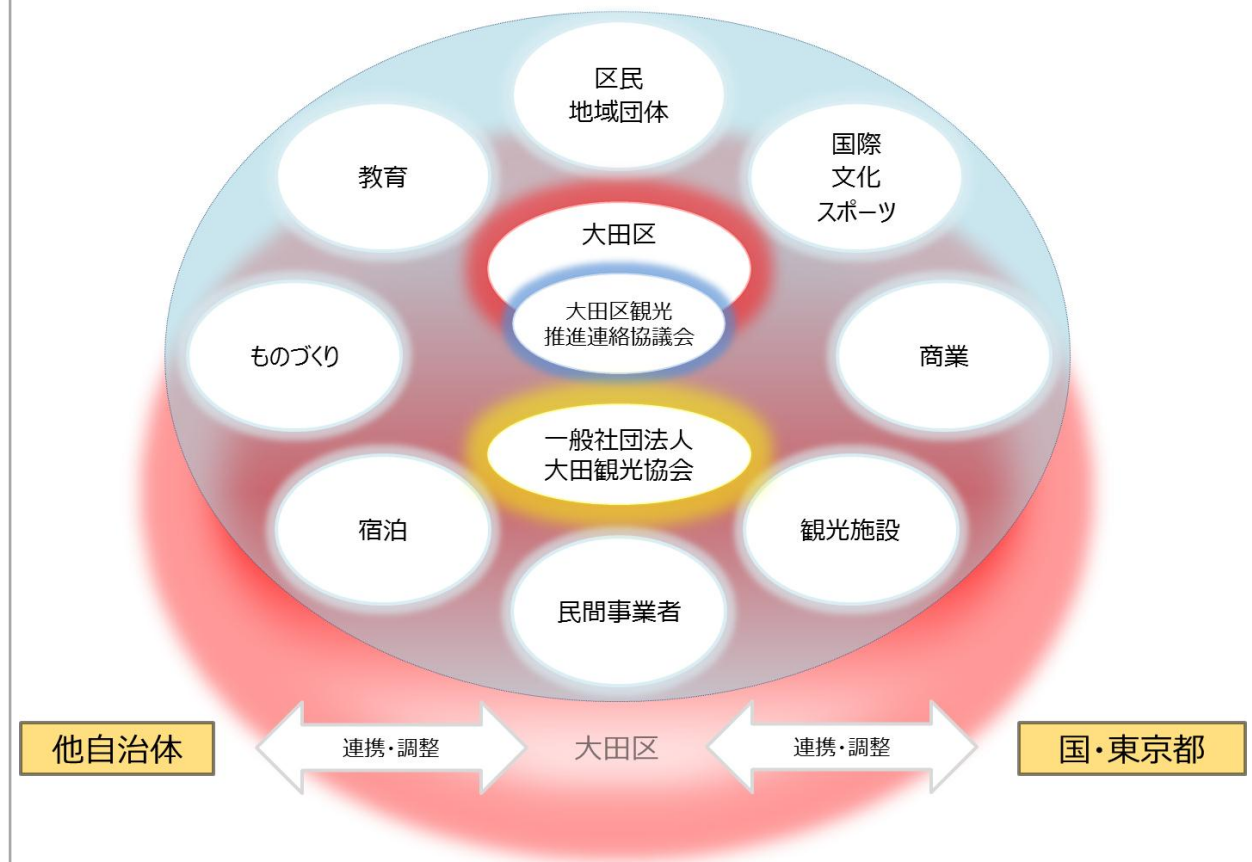 区民
地域団体
教育
国際
文化
スポーツ
大田区
大田区観光
推進連絡協議会
ものづくり
商業
一般社団法人
大田観光協会
宿泊
観光施設
民間事業者
他自治体
連携・調整
大田区
連携・調整
国・東京都